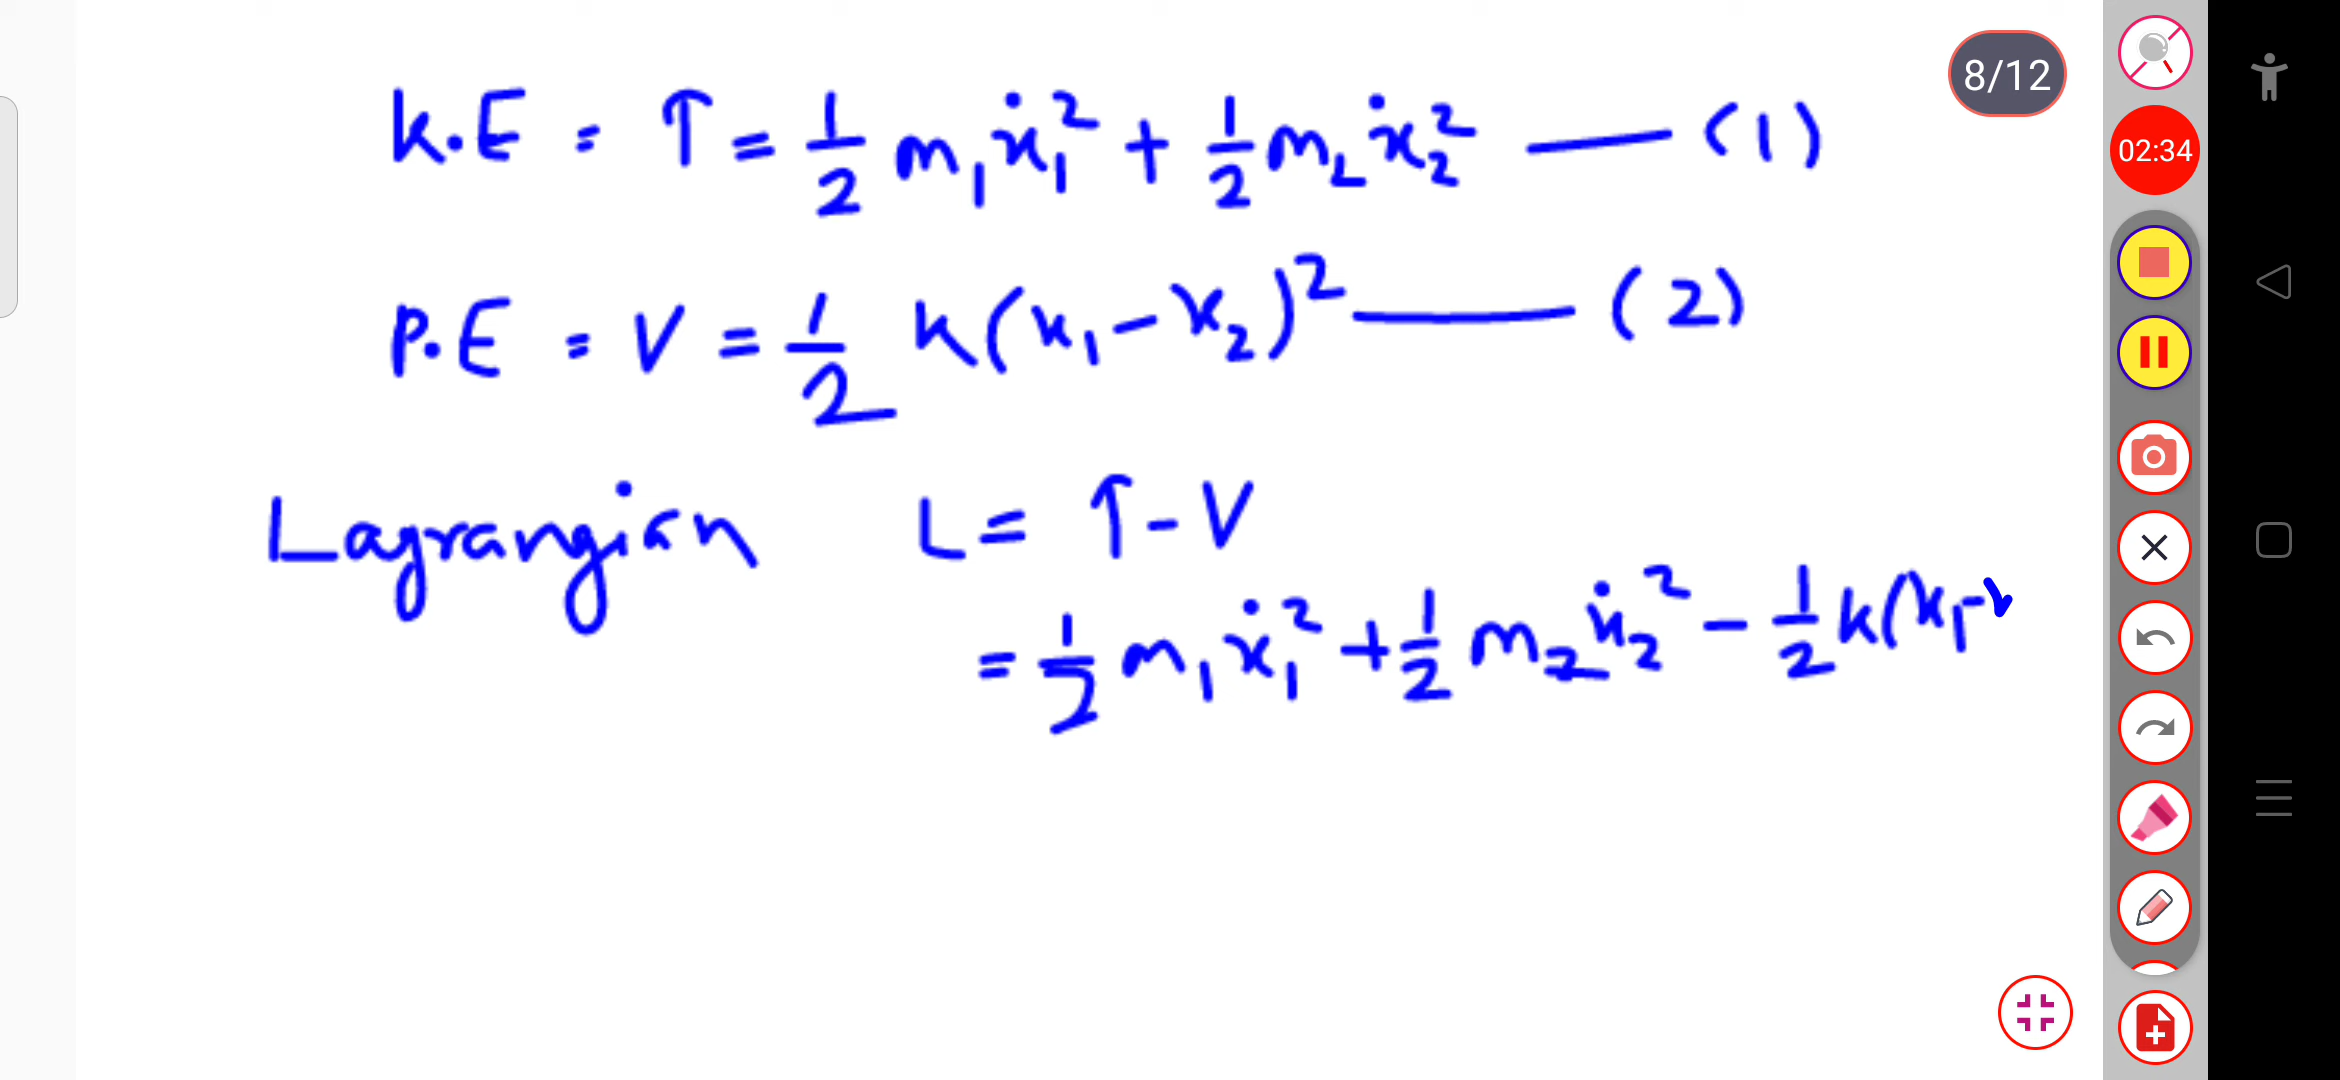 K.E = T = 1/2 m₁ẋ₁² + 1/2 m₂ẋ₂² — (1)
8/12
02:34
P.E = V = 1/2 k(x₁-x₂)² — (2)
Lagrangian L = T-V
= 1/2 m₁ẋ₁² + 1/2 m₂ẋ₂² - 1/2 k(x₁-